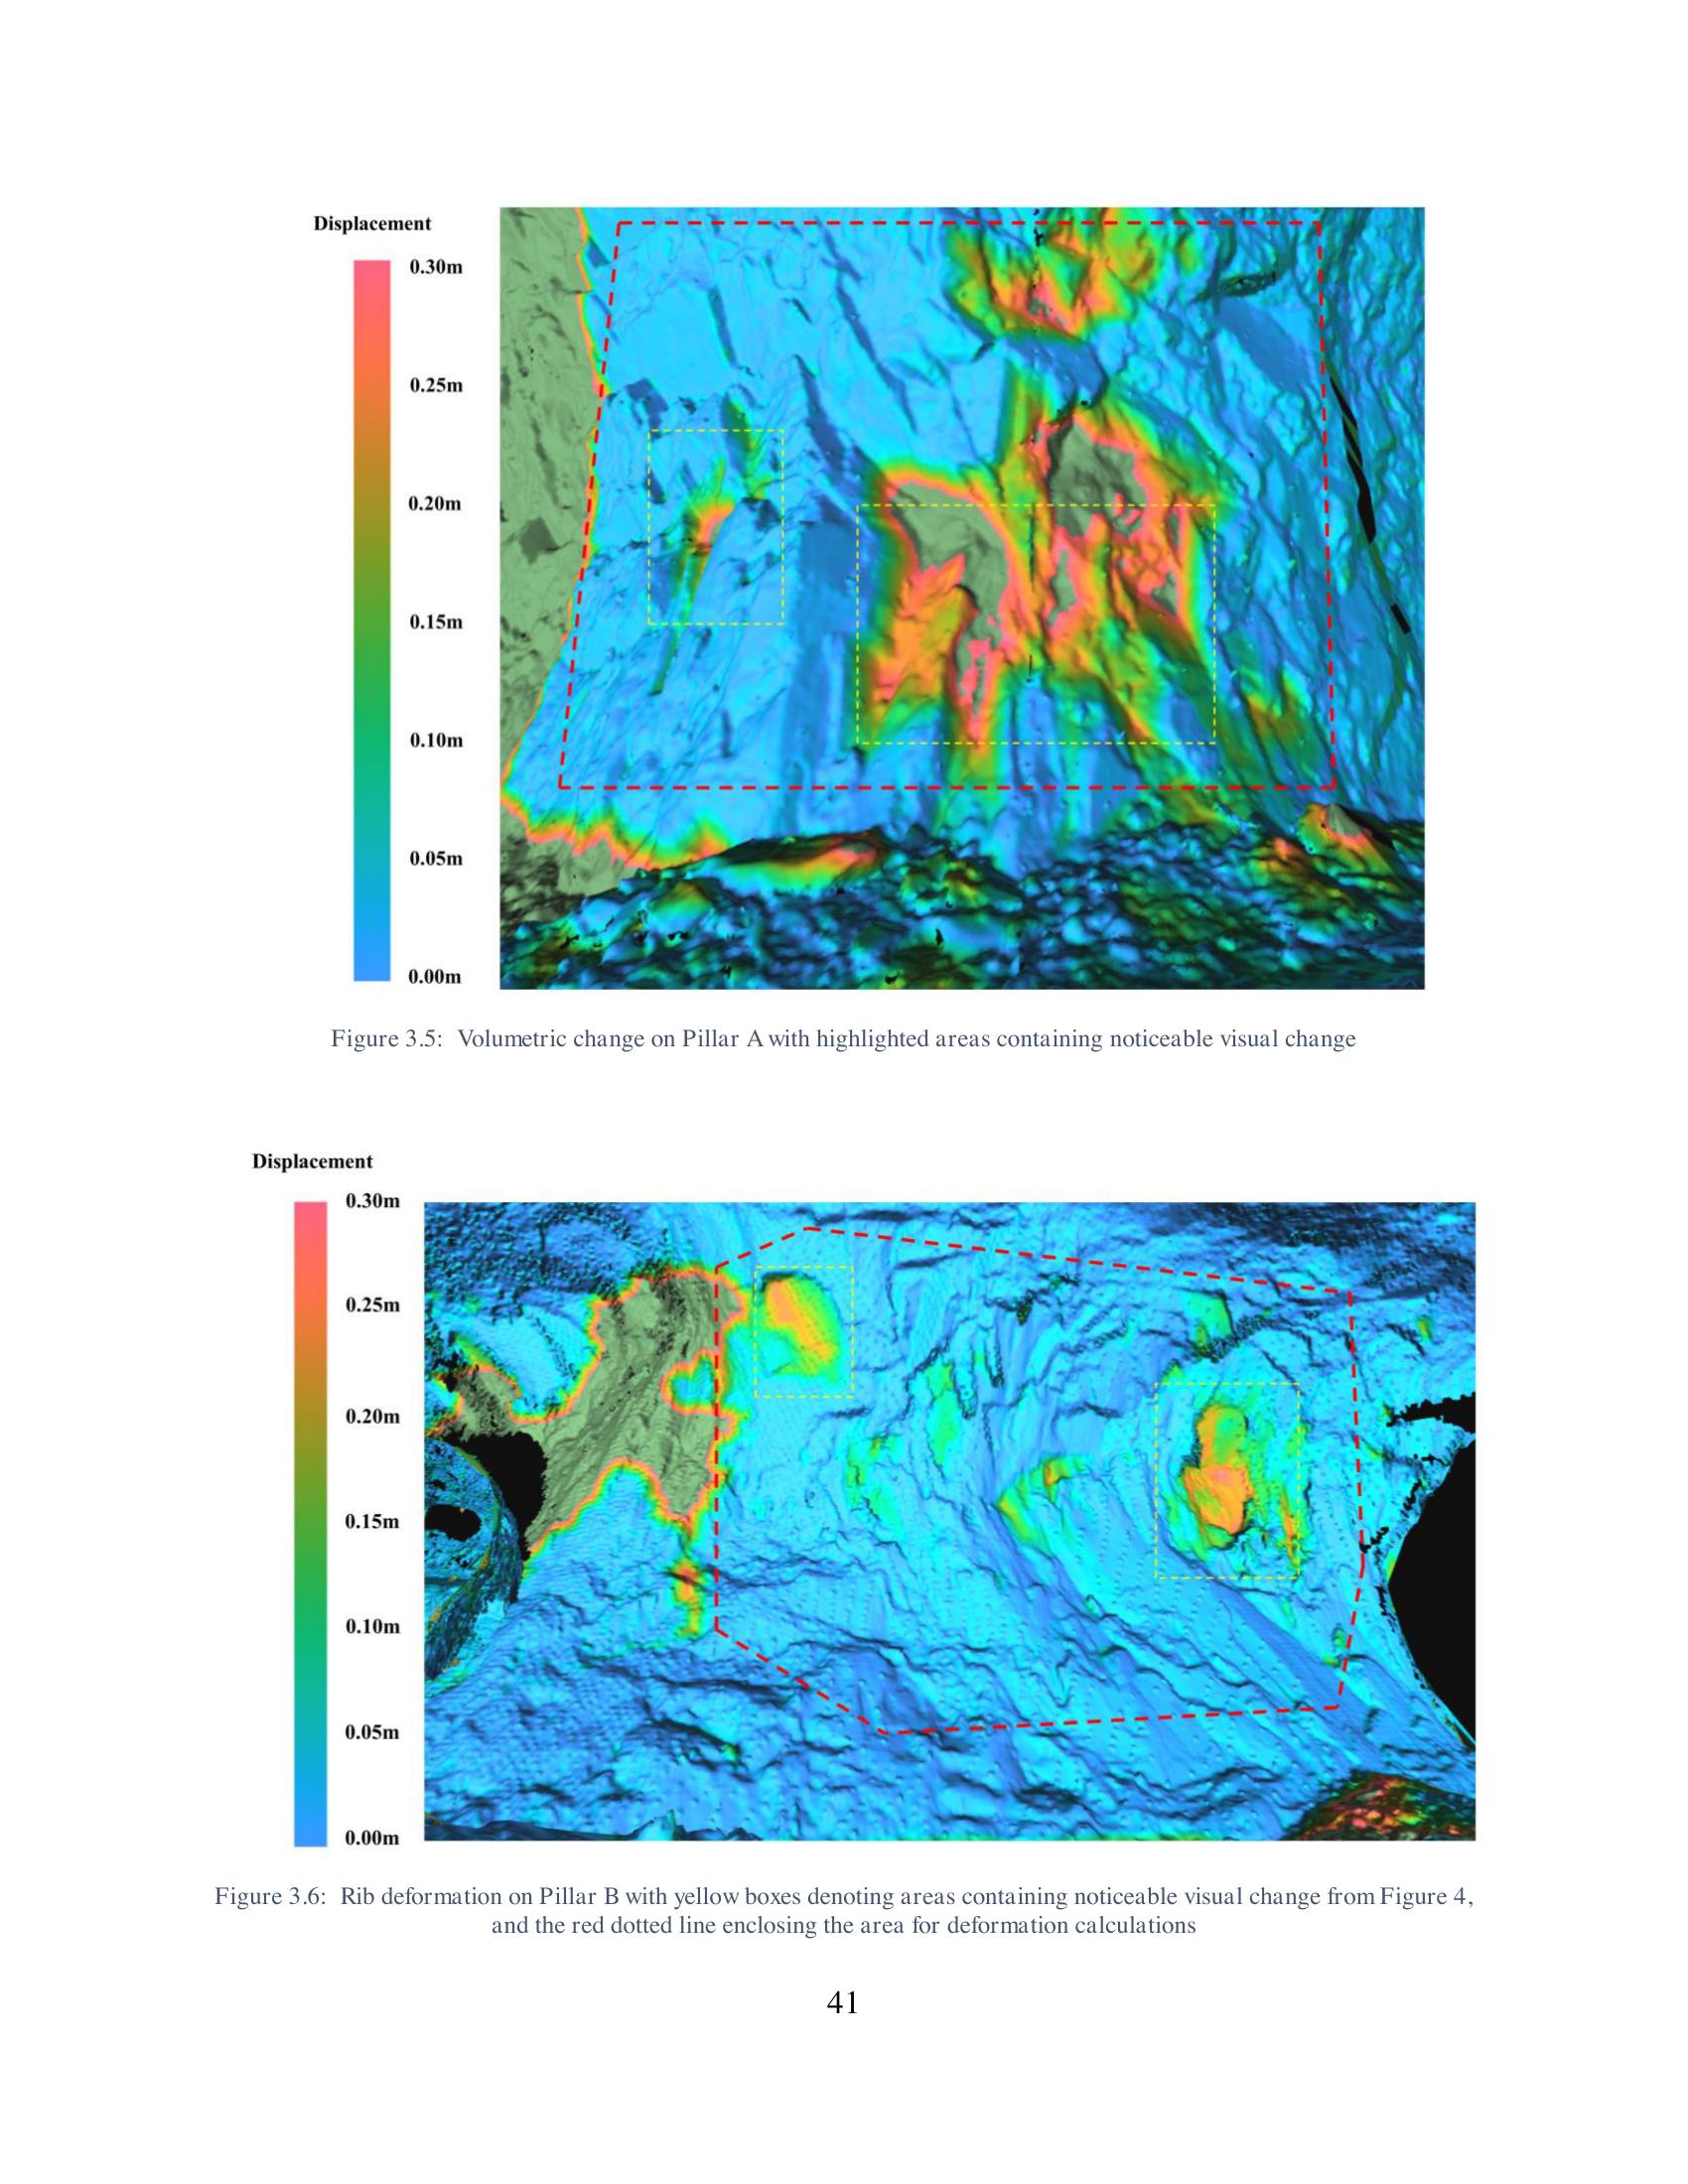 Displacement
0.30m
0.25m
0.20m
0.15m
0.10m
0.05m
0.00m
Figure 3.5: Volumetric change on Pillar A with highlighted areas containing noticeable visual change
Displacement
0.30m
0.25m
0.20m
0.15m
0.10m
0.05m
0.00m
Figure 3.6: Rib deformation on Pillar B with yellow boxes denoting areas containing noticeable visual change from Figure 4,
and the red dotted line enclosing the area for deformation calculations
41